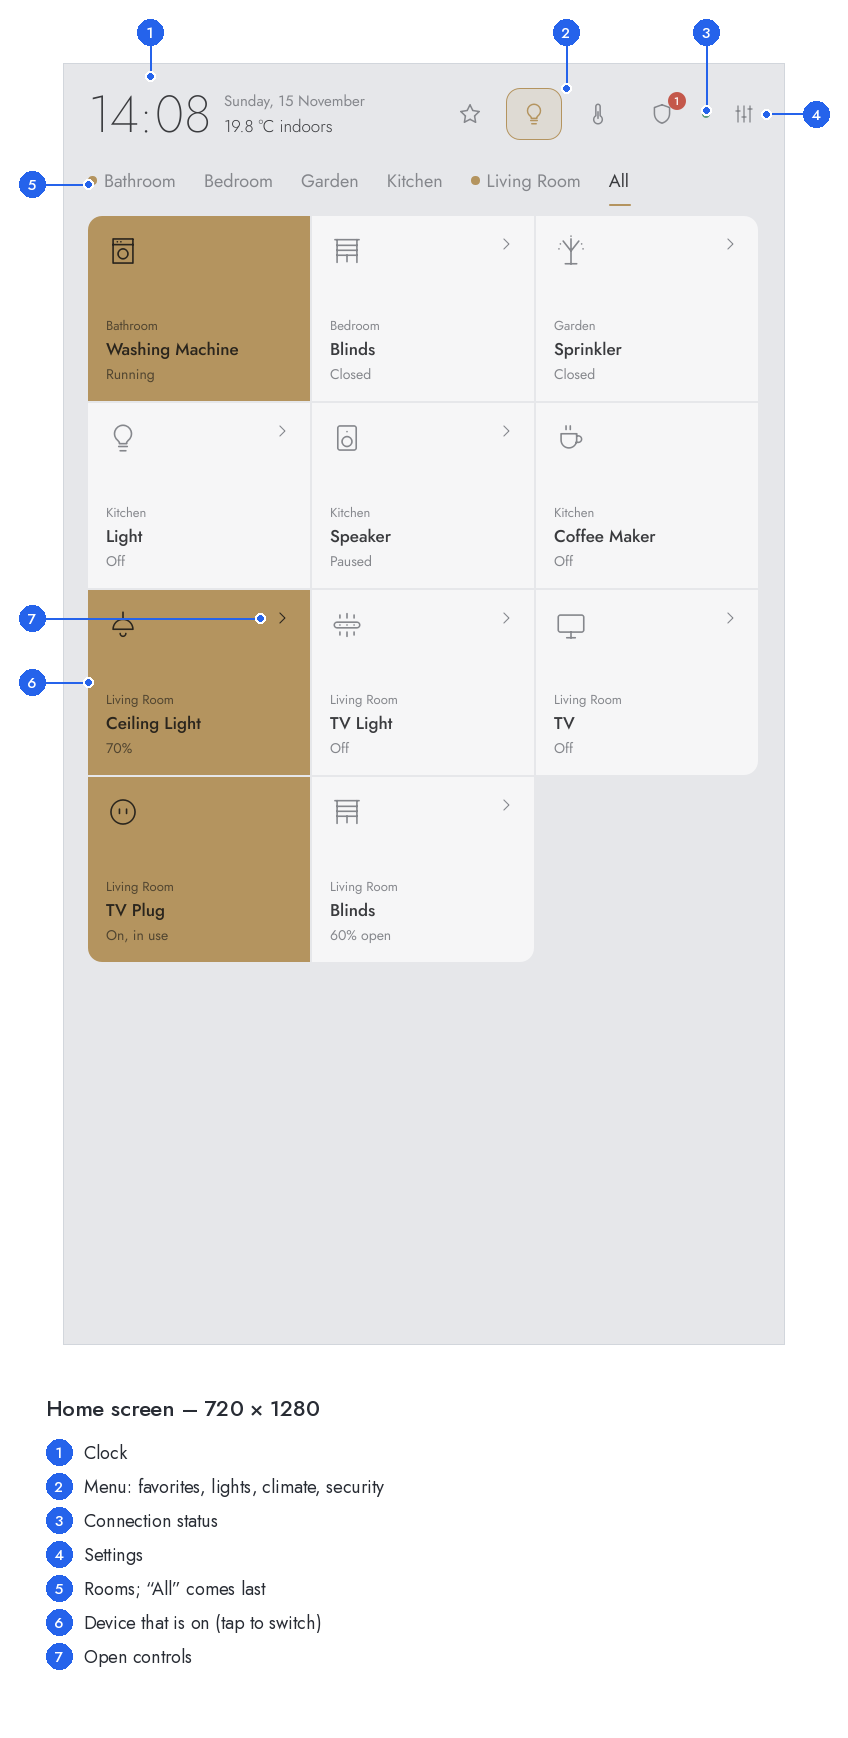 1
2
3
14:08
Sunday, 15 November
19.8 °C indoors
1
4
5
Bathroom Bedroom Garden Kitchen Living Room All
Bathroom
Washing Machine
Running
Bedroom
Blinds
Closed
Garden
Sprinkler
Closed
Kitchen
Light
Off
Kitchen
Speaker
Paused
Kitchen
Coffee Maker
Off
7
6
Living Room
Ceiling Light
70%
Living Room
TV Light
Off
Living Room
TV
Off
Living Room
TV Plug
On, in use
Living Room
Blinds
60% open
Home screen – 720 × 1280
1 Clock
2 Menu: favorites, lights, climate, security
3 Connection status
4 Settings
5 Rooms; “All” comes last
6 Device that is on (tap to switch)
7 Open controls